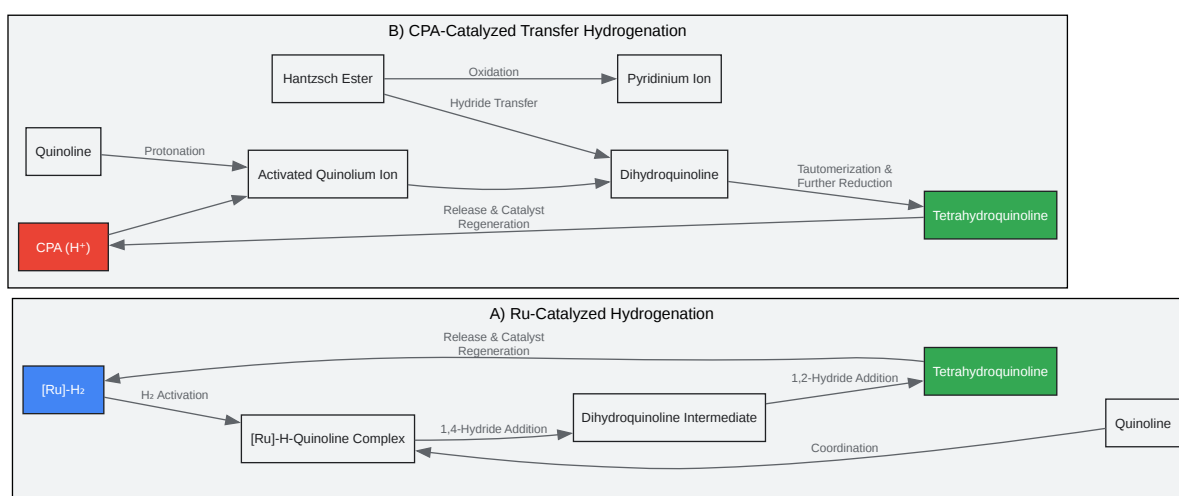 B) CPA-Catalyzed Transfer Hydrogenation
Hantzsch Ester
Oxidation
Pyridinium Ion
Hydride Transfer
Quinoline
Protonation
Activated Quinolium Ion
Dihydroquinoline
Tautomerization &
Further Reduction
Tetrahydroquinoline
Release & Catalyst
Regeneration
CPA (H⁺)
A) Ru-Catalyzed Hydrogenation
Release & Catalyst
Regeneration
Tetrahydroquinoline
[Ru]-H₂
H₂ Activation
1,2-Hydride Addition
Dihydroquinoline Intermediate
Quinoline
[Ru]-H-Quinoline Complex
1,4-Hydride Addition
Coordination